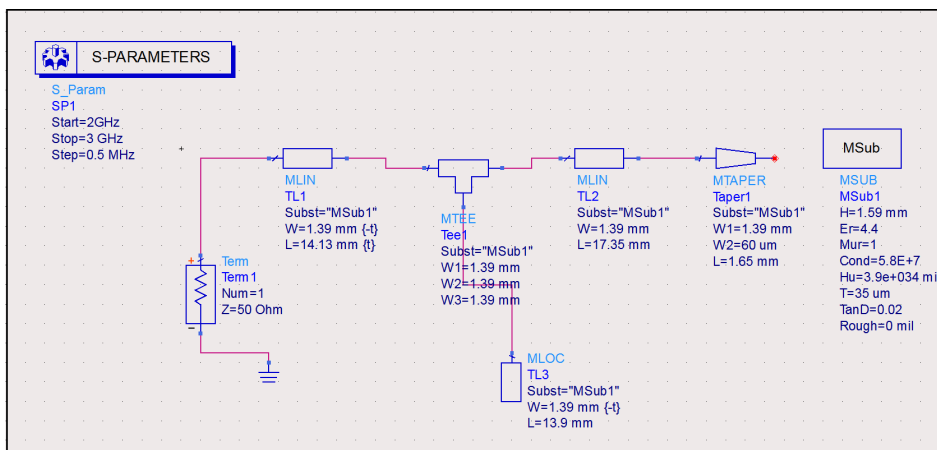 S-PARAMETERS
S_Param
SP1
Start=2GHz
Stop=3 GHz
Step=0.5 MHz
MLIN
TL1
Subst="MSub1"
W=1.39 mm {-t}
L=14.13 mm {t}
MTEE
Tee1
Subst="MSub1"
W1=1.39 mm
W2=1.39 mm
W3=1.39 mm
MLIN
TL2
Subst="MSub1"
W=1.39 mm {-t}
L=17.35 mm
MTAPER
Taper1
Subst="MSub1"
W1=1.39 mm
W2=60 um
L=1.65 mm
MSub
MSUB
MSub1
H=1.59 mm
Er=4.4
Mur=1
Cond=5.8E+7
Hu=3.9e+034 mi
T=35 um
TanD=0.02
Rough=0 mil
+
Term
Term1
Num=1
Z=50 Ohm
-
MLOC
TL3
Subst="MSub1"
W=1.39 mm {-t}
L=13.9 mm